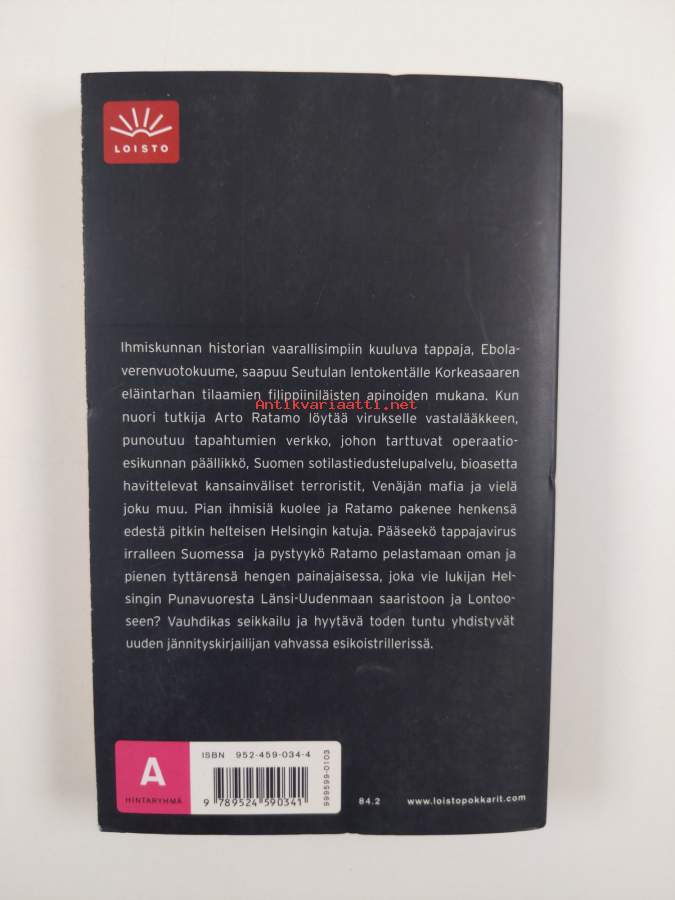 LOISTO
Ihmiskunnan historian vaarallisimpiin kuuluva tappaja, Ebola-
verenvuotokuume, saapuu Seutulan lentokentälle Korkeasaaren
eläintarhan tilaamien filippiiniläisten apinoiden mukana. Kun
Antikvariaatti.net
nuori tutkija Arto Ratamo löytää virukselle vastalääkkeen,
punoutuu tapahtumien verkko, johon tarttuvat operaatio-
esikunnan päällikkö, Suomen sotilastiedustelupalvelu, bioasetta
havittelevat kansainväliset terroristit, Venäjän mafia ja vielä
joku muu. Pian ihmisiä kuolee ja Ratamo pakenee henkensä
edestä pitkin helteisen Helsingin katuja. Pääseekö tappajavirus
irralleen Suomessa ja pystyykö Ratamo pelastamaan oman ja
pienen tyttärensä hengen painajaisessa, joka vie lukijan Hel-
singin Punavuoresta Länsi-Uudenmaan saaristoon ja Lontoo-
seen? Vauhdikas seikkailu ja hyytävä toden tuntu yhdistyvät
uuden jännityskirjailijan vahvassa esikoistrillerissä.
A
HINTARYHMÄ
ISBN 952-459-034-4
9 789524 590341
999599-0103
84.2 www.loistopokkarit.com